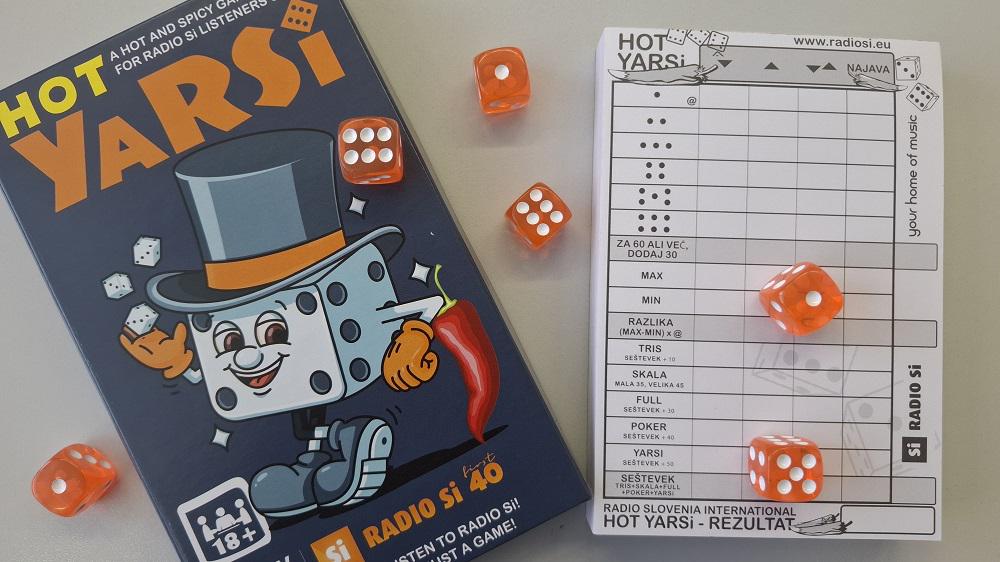 HOT
A HOT AND SPICY
FOR RADIO Si LISTENERS
YARSi
first
RADIO Si 40
18+
Si
LISTEN TO RADIO Si!
JUST A GAME!
HOT
YARSi
www.radiosi.eu
NAJAVA
@
ZA 60 ALI VEČ,
DODAJ 30
MAX
MIN
RAZLIKA
(MAX-MIN) x @
TRIS
SEŠTEVEK + 10
SKALA
MALA 35, VELIKA 45
FULL
SEŠTEVEK + 30
POKER
SEŠTEVEK + 40
YARSI
SEŠTEVEK + 50
SEŠTEVEK
TRIS+SKALA+FULL
+POKER+YARSI
your home of music
Si RADIO Si
RADIO SLOVENIA INTERNATIONAL
HOT YARSi - REZULTAT